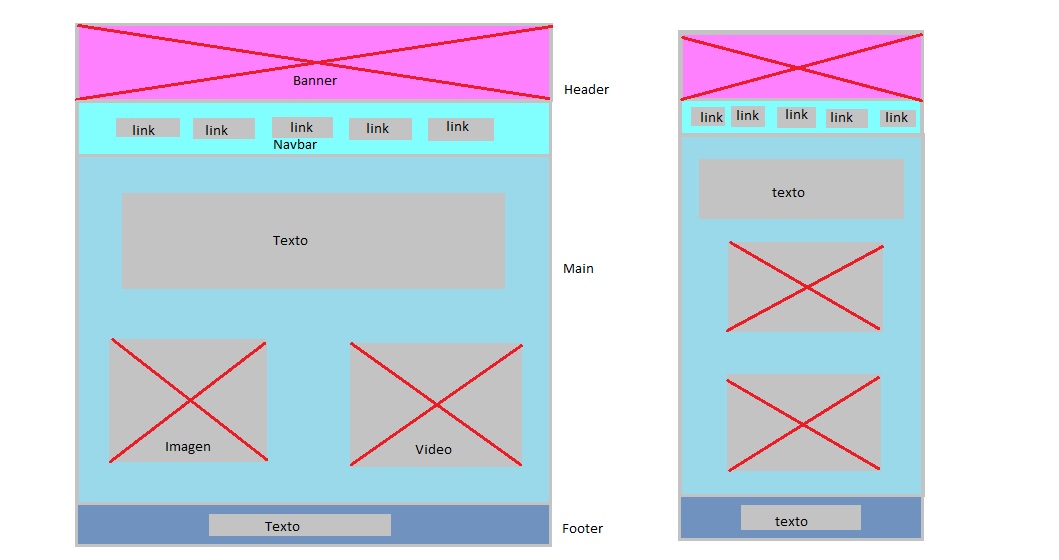 Banner
Header
link link link link link
Navbar
Texto
Main
Imagen Video
Texto
Footer
link link link link link
texto
texto